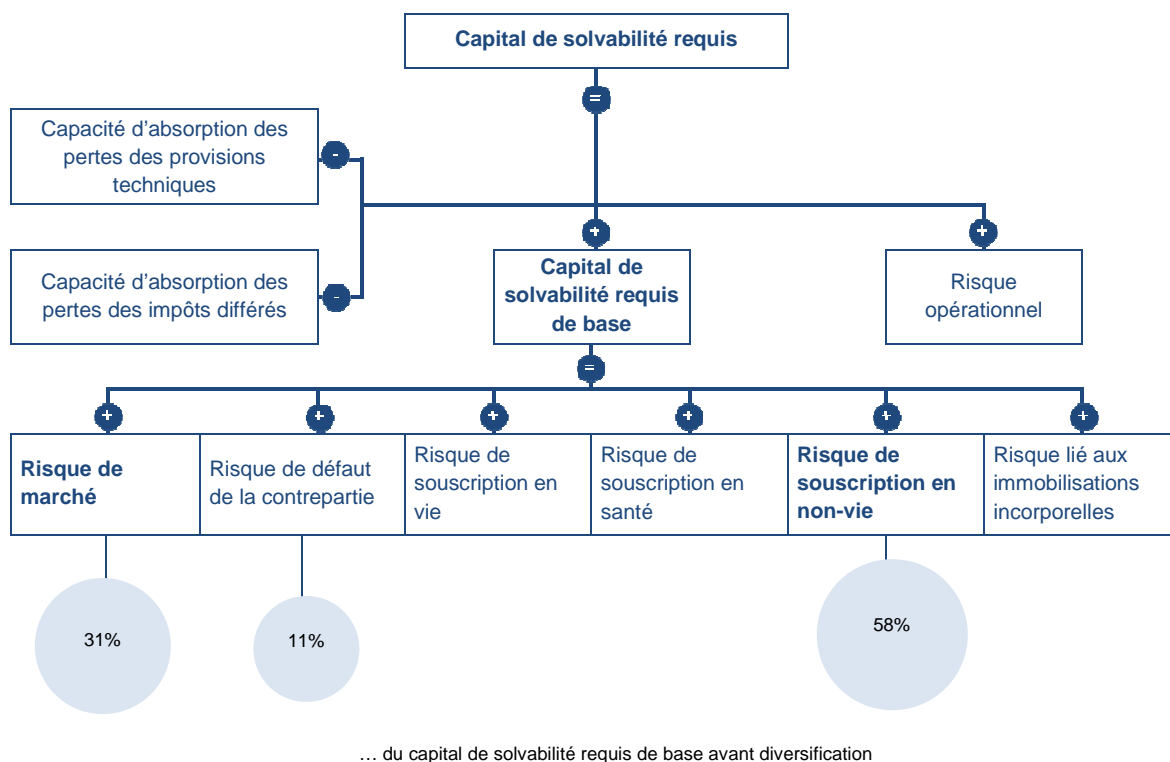 Capital de solvabilité requis
=
Capacité d’absorption des
pertes des provisions
techniques
-
Capacité d’absorption des
pertes des impôts différés
-
+
Capital de
solvabilité requis
de base
+
Risque
opérationnel
=
+
+
+
+
+
+
Risque de
marché
Risque de défaut
de la contrepartie
Risque de
souscription en
vie
Risque de
souscription en
santé
Risque de
souscription en
non-vie
Risque lié aux
immobilisations
incorporelles
31%
11%
58%
… du capital de solvabilité requis de base avant diversification